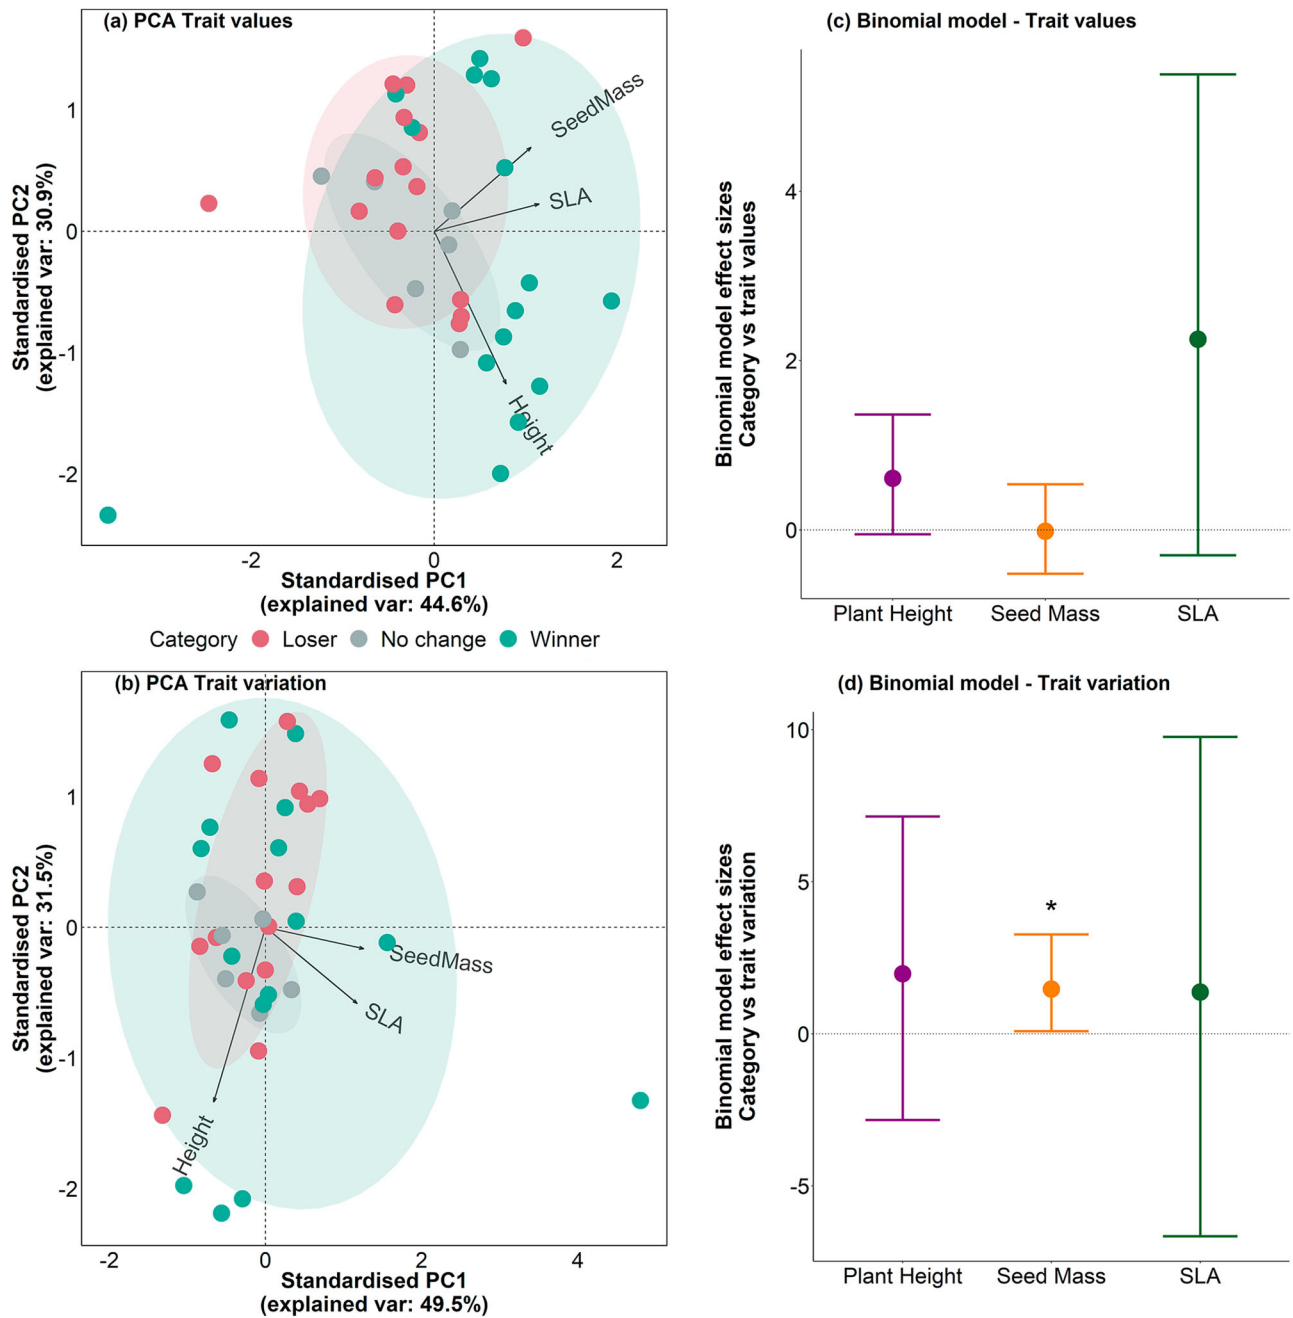 (a) PCA Trait values
Standardised PC2
(explained var: 30.9%)
1
0
-1
-2
SeedMass
SLA
Height
-2
0
2
Standardised PC1
(explained var: 44.6%)
Category
Loser
No change
Winner
(b) PCA Trait variation
Standardised PC2
(explained var: 31.5%)
1
0
-1
-2
SeedMass
SLA
Height
-2
0
2
4
Standardised PC1
(explained var: 49.5%)
(c) Binomial model - Trait values
Binomial model effect sizes
Category vs trait values
4
2
0
Plant Height
Seed Mass
SLA
(d) Binomial model - Trait variation
Binomial model effect sizes
Category vs trait variation
10
5
0
-5
*
Plant Height
Seed Mass
SLA